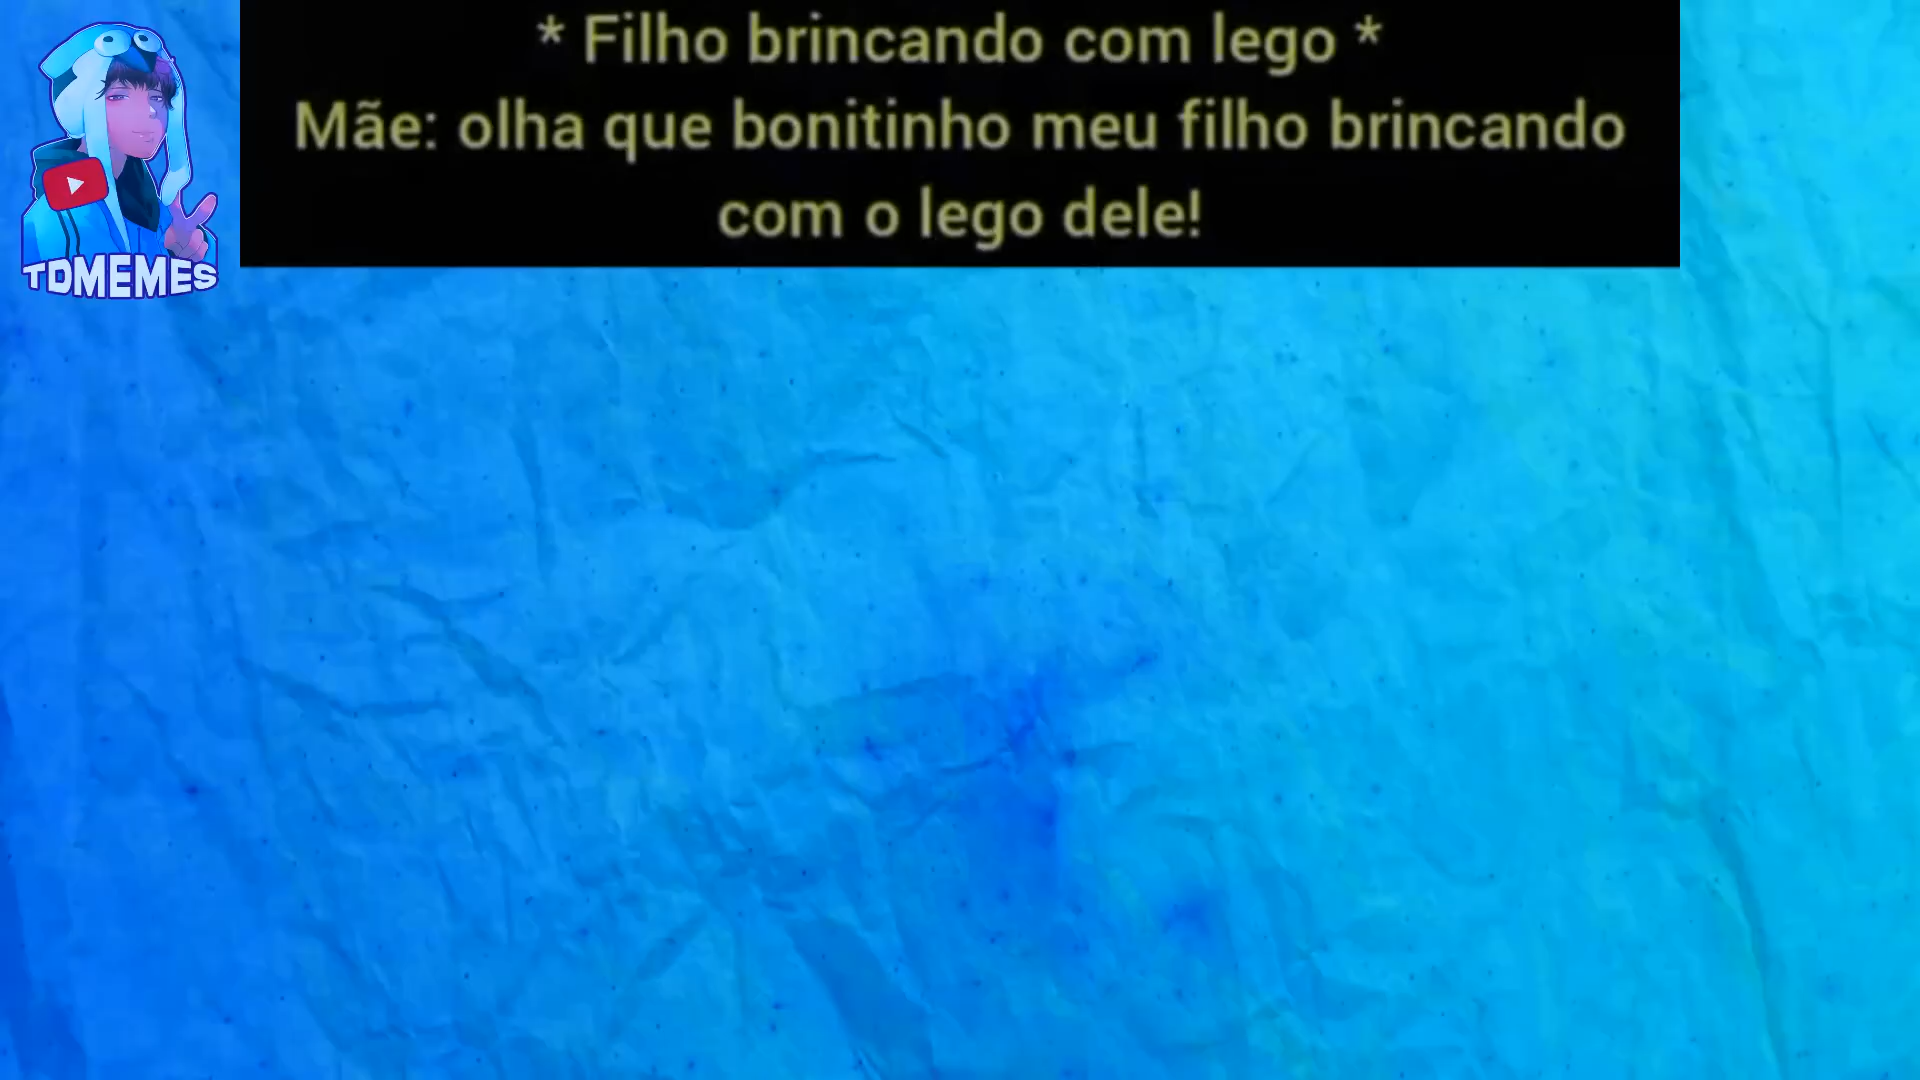 * Filho brincando com lego *
Mãe: olha que bonitinho meu filho brincando
com o lego dele!
TDMEMES